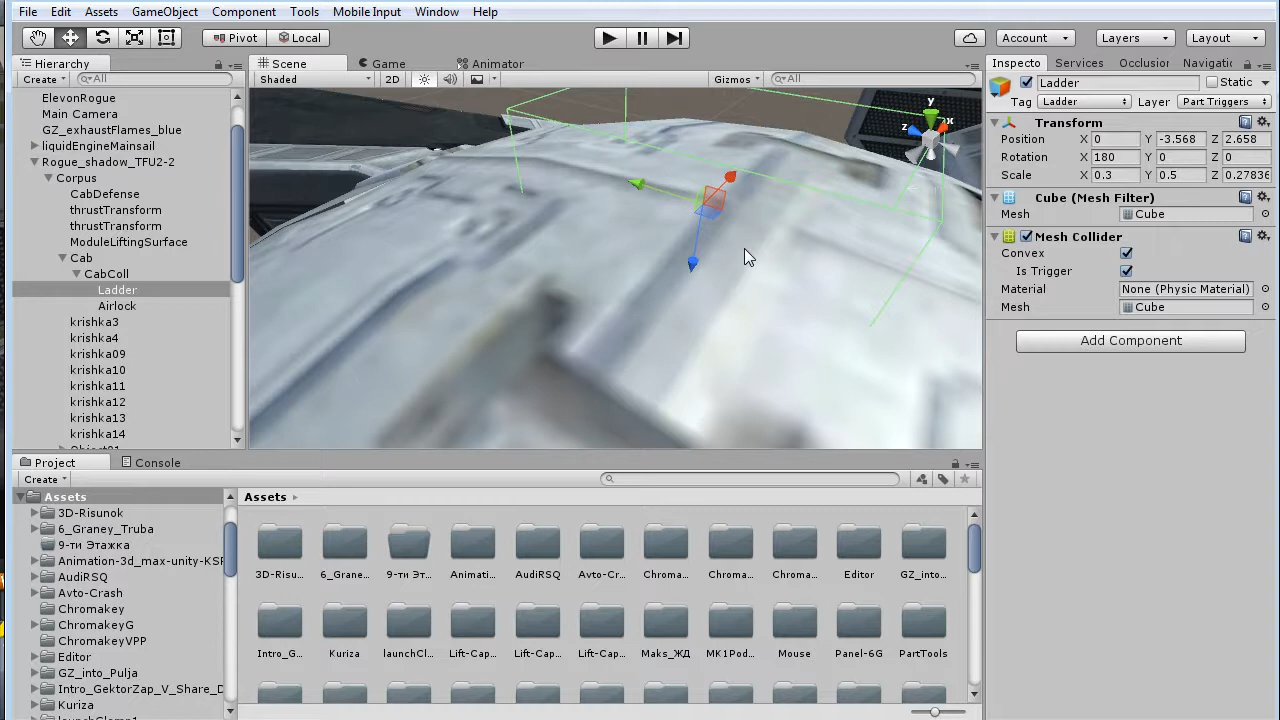 File Edit Assets GameObject Component Tools Mobile Input Window Help
Pivot Local Account Layers Layout
Hierarchy Scene Game Animator Inspecto Services Occlusion Navigati
Create All Shaded 2D Gizmos All
Ladder Static
Tag Ladder Layer Part Triggers
ElevonRogue
Main Camera
GZ_exhaustFlames_blue
liquidEngineMainsail
Rogue_shadow_TFU2-2
Corpus
CabDefense
thrustTransform
thrustTransform
ModuleLiftingSurface
Cab
CabColl
Ladder
Airlock
krishka3
krishka4
krishka09
krishka10
krishka11
krishka12
krishka13
krishka14
y
z
x
Transform
Position X 0 Y -3.568 Z 2.658
Rotation X 180 Y 0 Z 0
Scale X 0.3 Y 0.5 Z 0.27836
Cube (Mesh Filter)
Mesh Cube
Mesh Collider
Convex
Is Trigger
Material None (Physic Material)
Mesh Cube
Add Component
Project Console
Create
Assets
3D-Risunok
6_Graney_Truba
9-ти Этажка
Animation-3d_max-unity-KSP
AudiRSQ
Avto-Crash
Chromakey
ChromakeyG
ChromakeyVPP
Editor
GZ_into_Pulja
Intro_GektorZap_V_Share_D
Kuriza
launchClamp1
Assets
3D-Risu... 6_Grane... 9-ти Эт... Animati... AudiRSQ Avto-Cr... Chroma... Chroma... Chroma... Editor GZ_into...
Intro_G... Kuriza launchCl... Lift-Cap... Lift-Cap... Lift-Cap... Maks_ЖД MK1Pod... Mouse Panel-6G PartTools